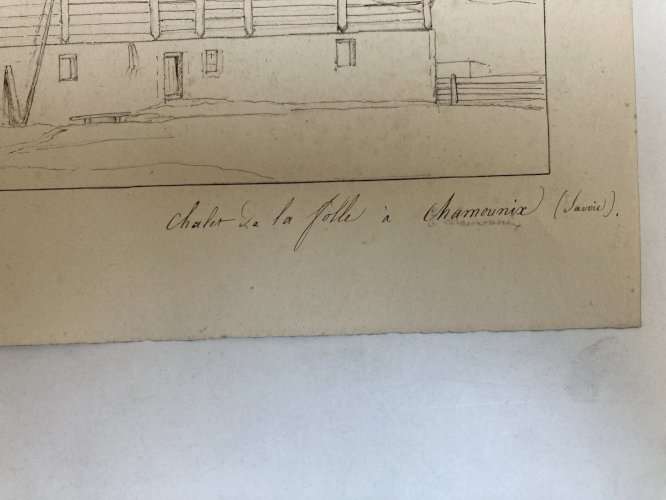 Chalet de la folle à Chamounix (Savoie).